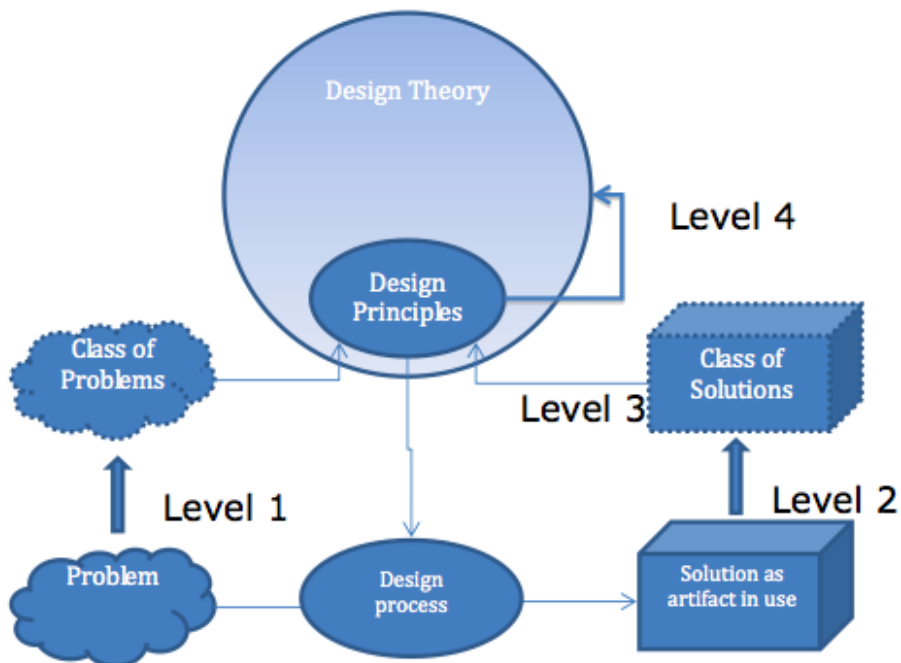 Design Theory
Level 4
Design
Principles
Class of
Problems
Class of
Solutions
Level 3
Level 1
Level 2
Problem
Design
process
Solution as
artifact in use